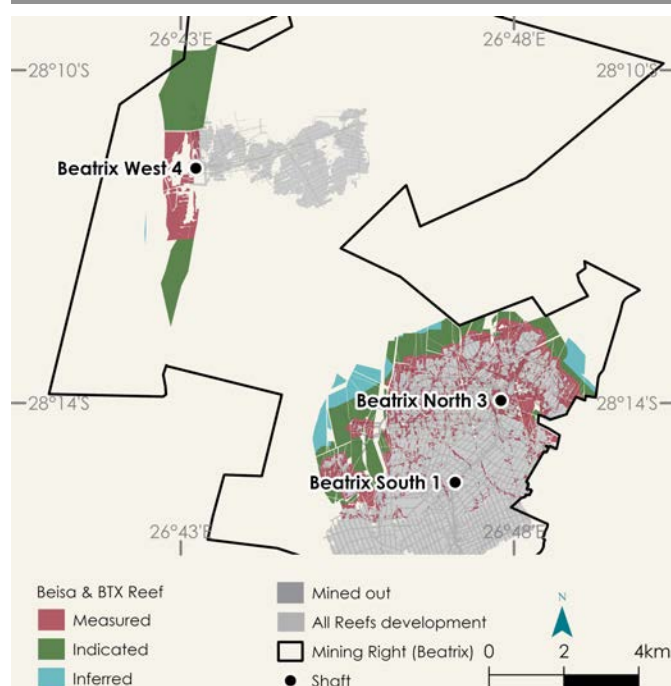 26°43'E 26°48'E
28°10'S 28°10'S
Beatrix West 4
28°14'S Beatrix North 3 28°14'S
Beatrix South 1
26°43'E 26°48'E
Beisa & BTX Reef
Measured
Indicated
Inferred
Mined out
All Reefs development
Mining Right (Beatrix)
Shaft
N
0 2 4km